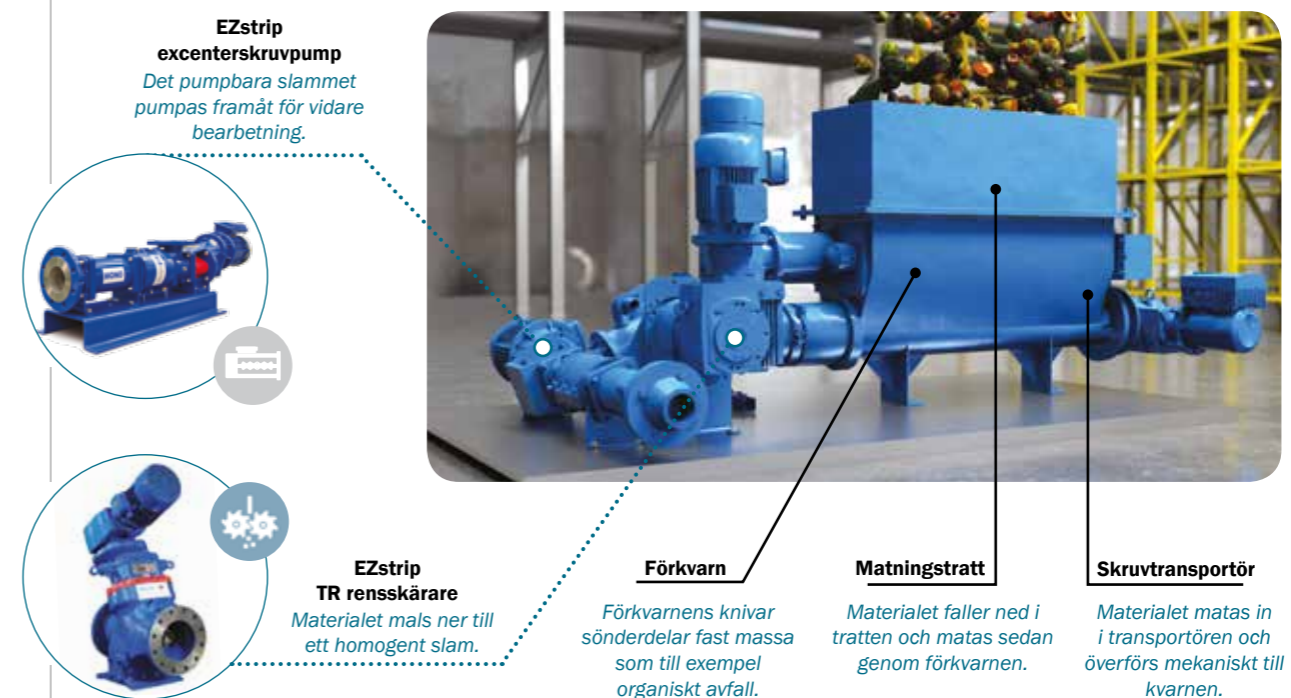 EZstrip
excenterskruvpump
Det pumpbara slammet
pumpas framåt för vidare
bearbetning.
MONO
EZstrip
TR rensskärare
Materialet mals ner till
ett homogent slam.
Förkvarn
Förkvarnens knivar
sönderdelar fast massa
som till exempel
organiskt avfall.
Matningstratt
Materialet faller ned i
tratten och matas sedan
genom förkvarnen.
Skruvtransportör
Materialet matas in
i transportören och
överförs mekaniskt till
kvarnen.